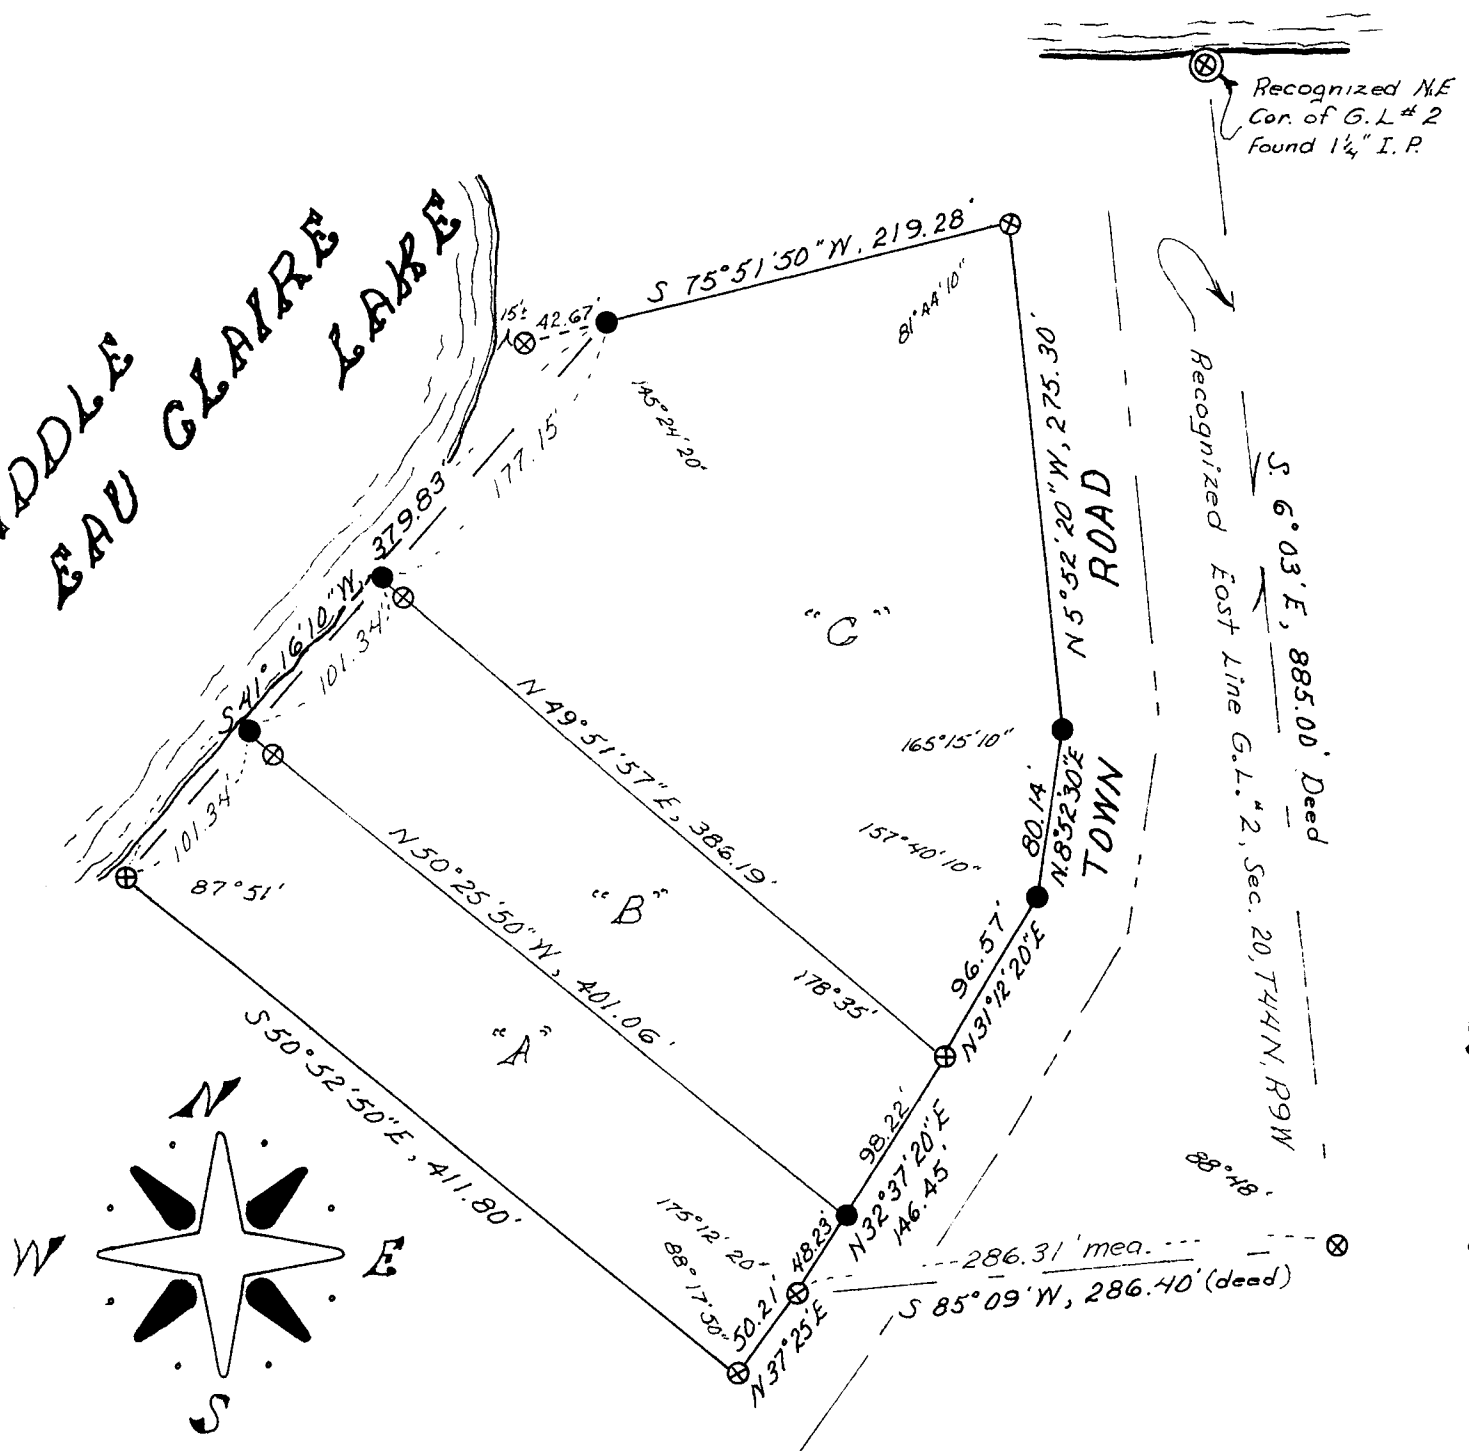 Recognized N.E
Cor. of G.L # 2
Found 1¼" I.P.
EAU CLAIRE
LAKE
S 75°51'50"W, 219.28'
15'±
42.67'
81°44'10"
145°24'20"
N 5°52'20"W, 275.30'
177.15'
S 41°16'10"W, 379.83'
101.34'
101.34'
TOWN ROAD
"C"
N 49°51'57"E, 386.19'
165°15'10"
80.14'
N.8°52'30"E
157°40'10"
"B"
N 50°25'50"W, 401.06'
87°51'
96.57'
N 31°12'20"E
178°35'
"A"
S 50°52'50"E, 411.80'
98.22'
N 32°37'20"E
146.45'
175°12'20"
88°17'50"
48.23'
50.21'
N 37°25'E
286.31' mea.
S 85°09'W, 286.40' (deed)
88°48'
Recognized East Line G.L. #2, Sec. 20, T44N, R9W
S. 6°03'E, 885.00' Deed
N
W
E
S